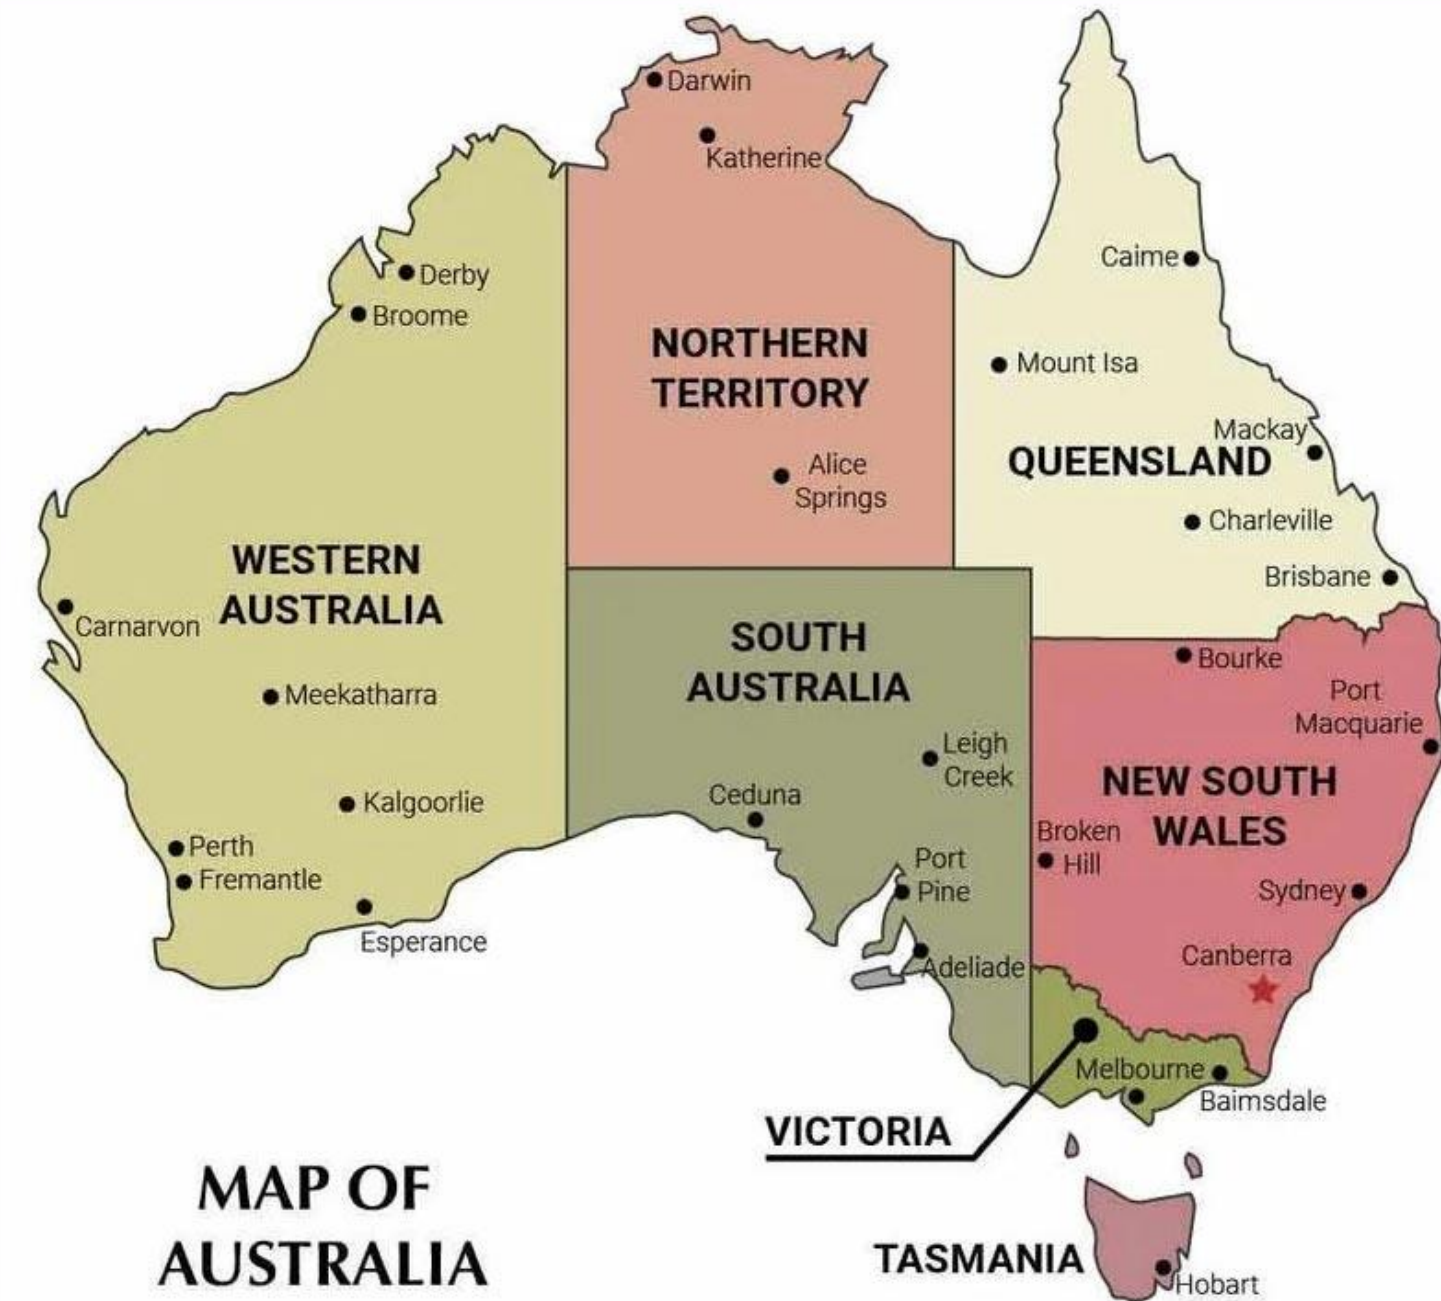 Darwin
Katherine
Derby
Broome
NORTHERN
TERRITORY
Alice
Springs
Caime
Mount Isa
Mackay
QUEENSLAND
Charleville
Brisbane
WESTERN
AUSTRALIA
Carnarvon
Meekatharra
Kalgoorlie
Perth
Fremantle
Esperance
SOUTH
AUSTRALIA
Leigh
Creek
Ceduna
Port
Pine
Adeliade
Bourke
Port
Macquarie
NEW SOUTH
WALES
Broken
Hill
Sydney
Canberra
Melbourne
Baimsdale
VICTORIA
TASMANIA
Hobart
MAP OF
AUSTRALIA